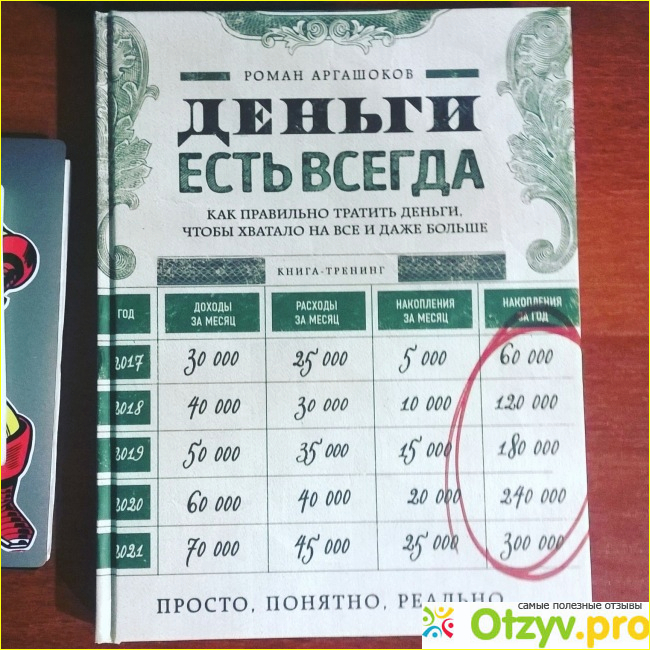 РОМАН АРГАШОКОВ
ДЕНЬГИ
ЕСТЬ ВСЕГДА
КАК ПРАВИЛЬНО ТРАТИТЬ ДЕНЬГИ,
ЧТОБЫ ХВАТАЛО НА ВСЕ И ДАЖЕ БОЛЬШЕ
КНИГА-ТРЕНИНГ
ГОД ДОХОДЫ ЗА МЕСЯЦ РАСХОДЫ ЗА МЕСЯЦ НАКОПЛЕНИЯ ЗА МЕСЯЦ НАКОПЛЕНИЯ ЗА ГОД
2017 30 000 25 000 5 000 60 000
2018 40 000 30 000 10 000 120 000
2019 50 000 35 000 15 000 180 000
2020 60 000 40 000 20 000 240 000
2021 70 000 45 000 25 000 300 000
ПРОСТО, ПОНЯТНО, РЕАЛЬНО
самые полезные отзывы
Otzyv.pro